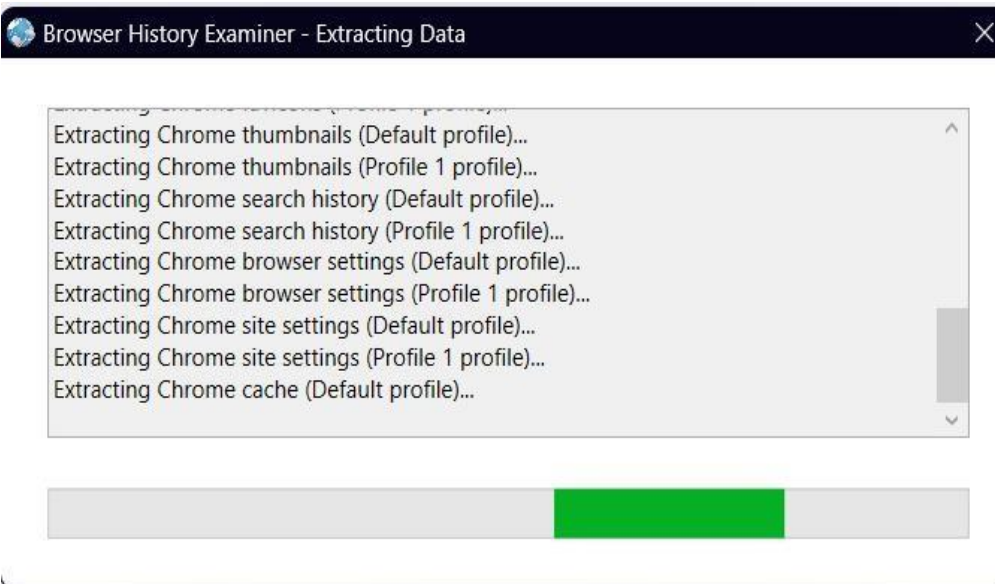 Browser History Examiner - Extracting Data
Extracting Chrome thumbnails (Default profile)...
Extracting Chrome thumbnails (Profile 1 profile)...
Extracting Chrome search history (Default profile)...
Extracting Chrome search history (Profile 1 profile)...
Extracting Chrome browser settings (Default profile)...
Extracting Chrome browser settings (Profile 1 profile)...
Extracting Chrome site settings (Default profile)...
Extracting Chrome site settings (Profile 1 profile)...
Extracting Chrome cache (Default profile)...